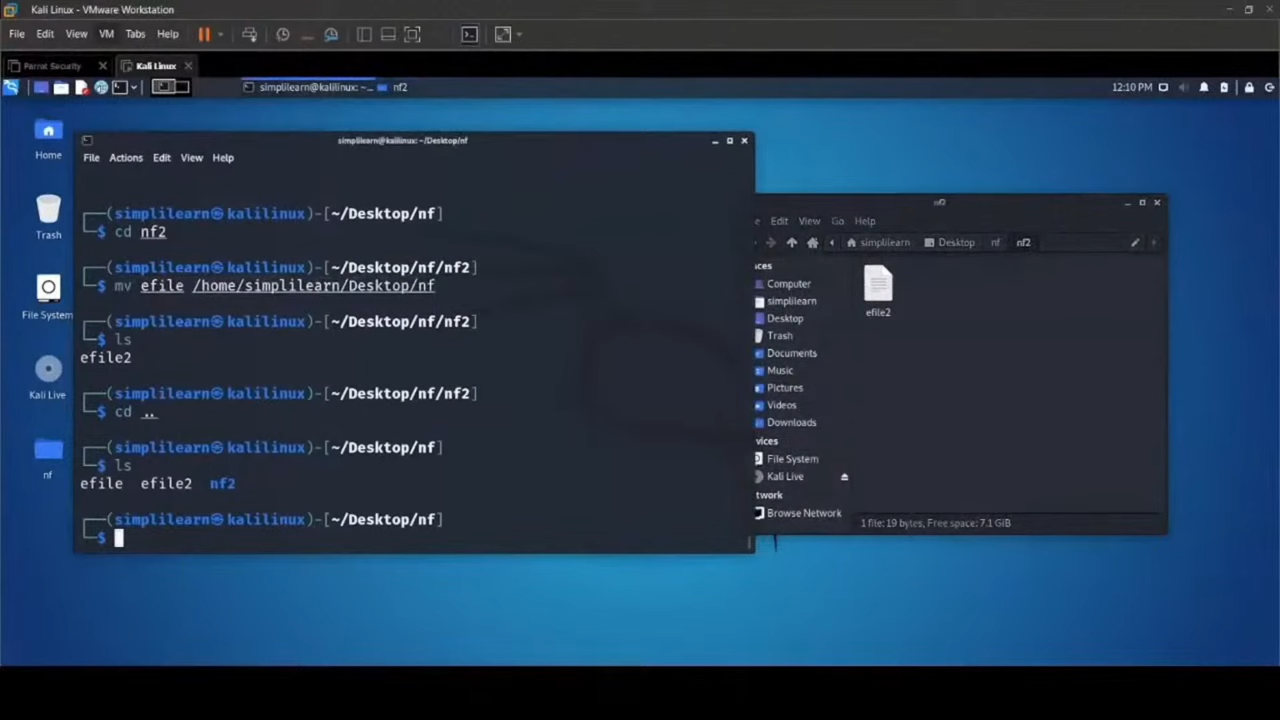 Kali Linux - VMware Workstation
File Edit View VM Tabs Help
Parrot Security Kali Linux
simplilearn@kalilinux: ~... nf2 12:10 PM
simplilearn@kalilinux: ~/Desktop/nf
File Actions Edit View Help
Home
Trash
File System
Kali Live
nf
┌──(simplilearn㉿kalilinux)-[~/Desktop/nf]
└─$ cd nf2
┌──(simplilearn㉿kalilinux)-[~/Desktop/nf/nf2]
└─$ mv efile /home/simplilearn/Desktop/nf
┌──(simplilearn㉿kalilinux)-[~/Desktop/nf/nf2]
└─$ ls
efile2
┌──(simplilearn㉿kalilinux)-[~/Desktop/nf/nf2]
└─$ cd ..
┌──(simplilearn㉿kalilinux)-[~/Desktop/nf]
└─$ ls
efile efile2 nf2
┌──(simplilearn㉿kalilinux)-[~/Desktop/nf]
└─$
nf2
e Edit View Go Help
simplilearn Desktop nf nf2
aces
Computer
simplilearn
Desktop
Trash
Documents
Music
Pictures
Videos
Downloads
vices
File System
Kali Live
twork
Browse Network
efile2
1 file: 19 bytes, Free space: 7.1 GiB